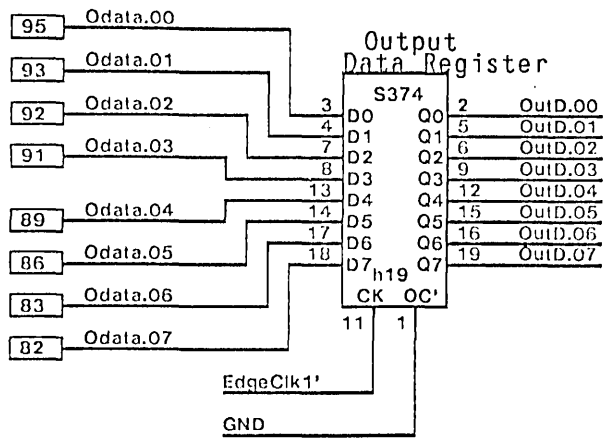 Output
Data Register
S374
95 Odata.00
93 Odata.01
92 Odata.02
91 Odata.03
89 Odata.04
86 Odata.05
83 Odata.06
82 Odata.07
3 D0 Q0 2 OutD.00
4 D1 Q1 5 OutD.01
7 D2 Q2 6 OutD.02
8 D3 Q3 9 OutD.03
13 D4 Q4 12 OutD.04
14 D5 Q5 15 OutD.05
17 D6 Q6 16 OutD.06
18 D7 Q7 19 OutD.07
h19
CK OC'
11 1
EdgeClk1'
GND